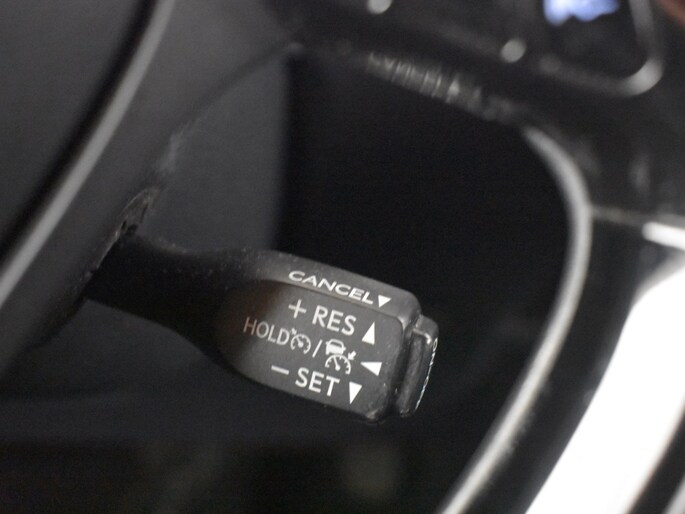 CANCEL▼
+ RES ▲
HOLD / ◀
− SET ▼